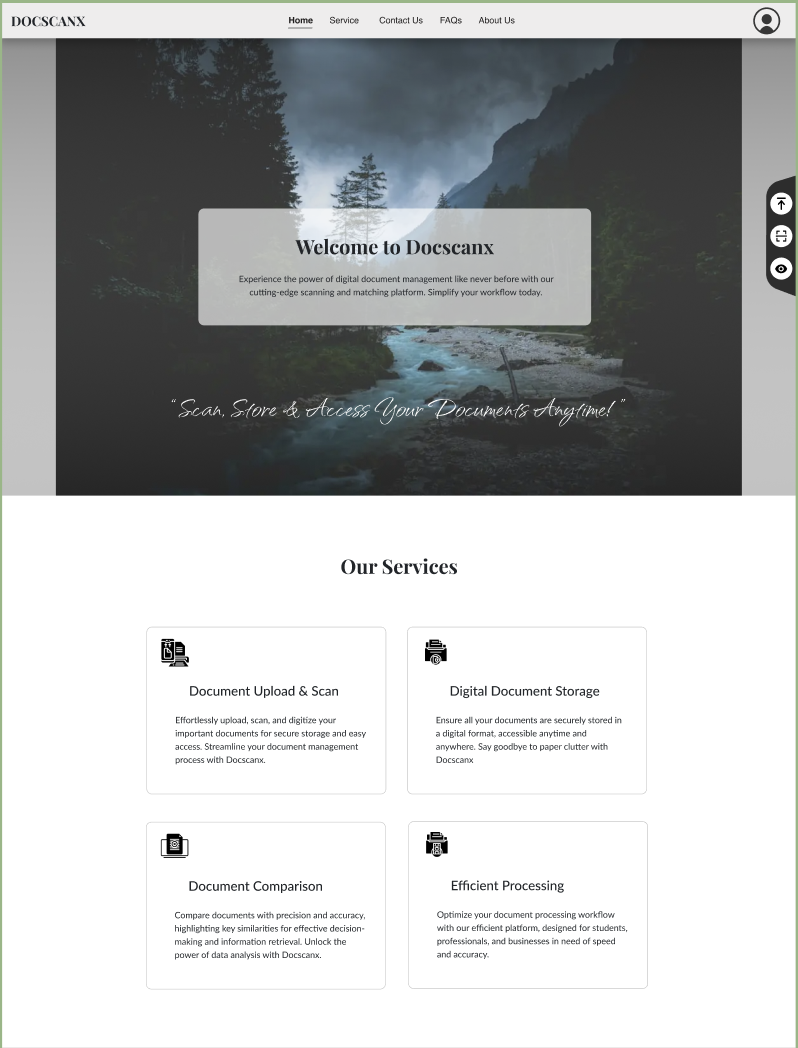 DOCSCANX
Home Service Contact Us FAQs About Us
Welcome to Docscanx
Experience the power of digital document management like never before with our
cutting-edge scanning and matching platform. Simplify your workflow today.
“ Scan, Store & Access Your Documents Anytime! ”
Our Services
Document Upload & Scan
Effortlessly upload, scan, and digitize your
important documents for secure storage and easy
access. Streamline your document management
process with Docscanx.
Digital Document Storage
Ensure all your documents are securely stored in
a digital format, accessible anytime and
anywhere. Say goodbye to paper clutter with
Docscanx
Document Comparison
Compare documents with precision and accuracy,
highlighting key similarities for effective decision-
making and information retrieval. Unlock the
power of data analysis with Docscanx.
Efficient Processing
Optimize your document processing workflow
with our efficient platform, designed for students,
professionals, and businesses in need of speed
and accuracy.